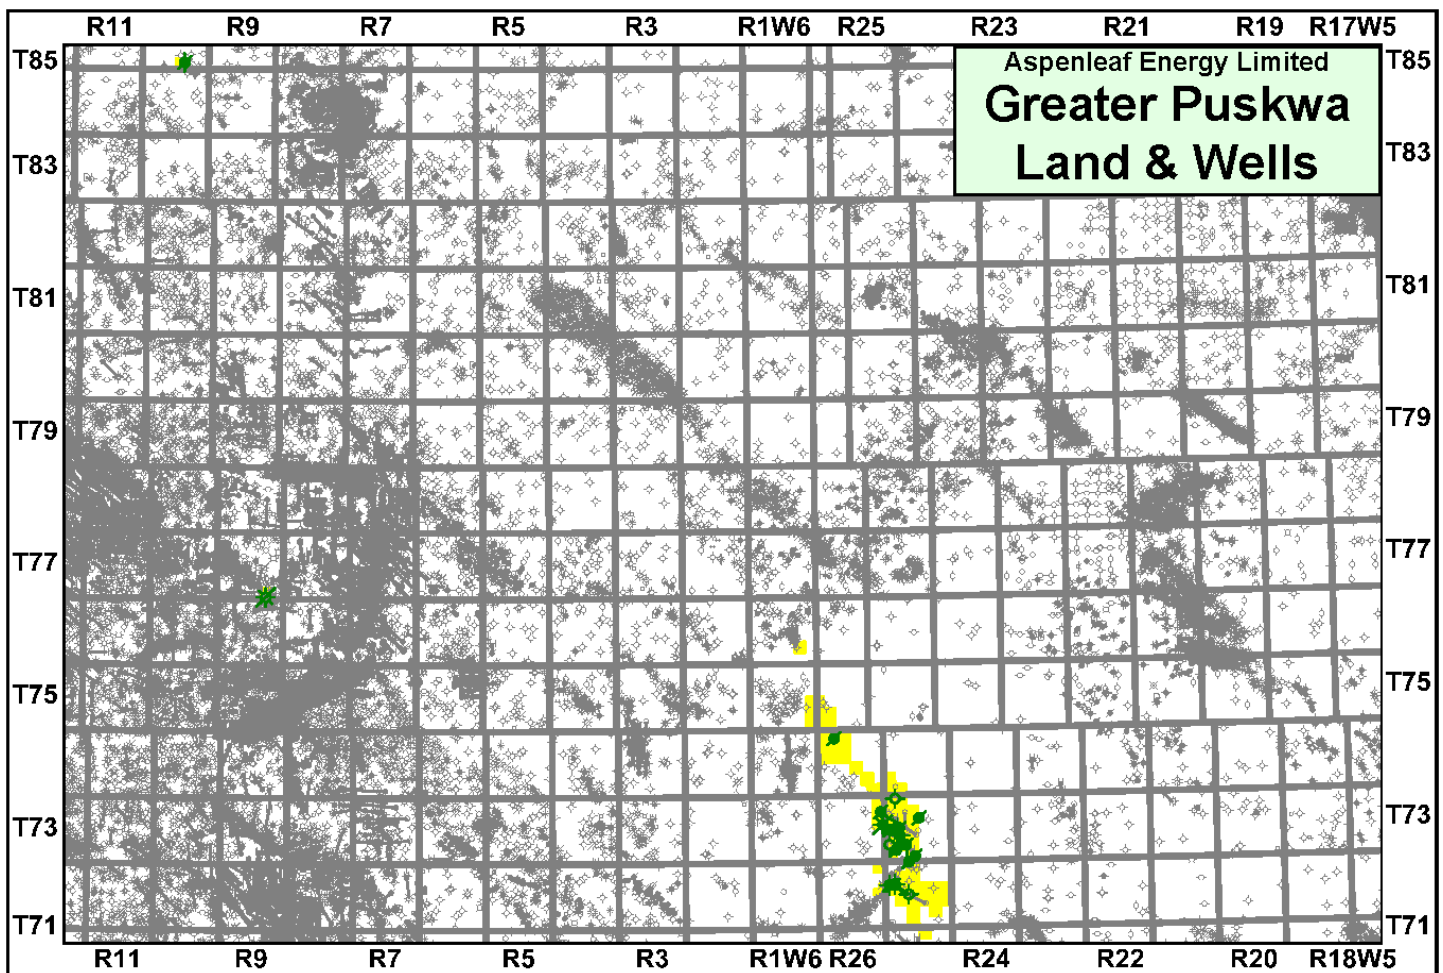 R11 R9 R7 R5 R3 R1W6 R25 R23 R21 R19 R17W5
T85 T85
Aspenleaf Energy Limited
Greater Puskwa
Land & Wells
T83 T83
T81 T81
T79 T79
T77 T77
T75 T75
T73 T73
T71 T71
R11 R9 R7 R5 R3 R1W6 R26 R24 R22 R20 R18W5